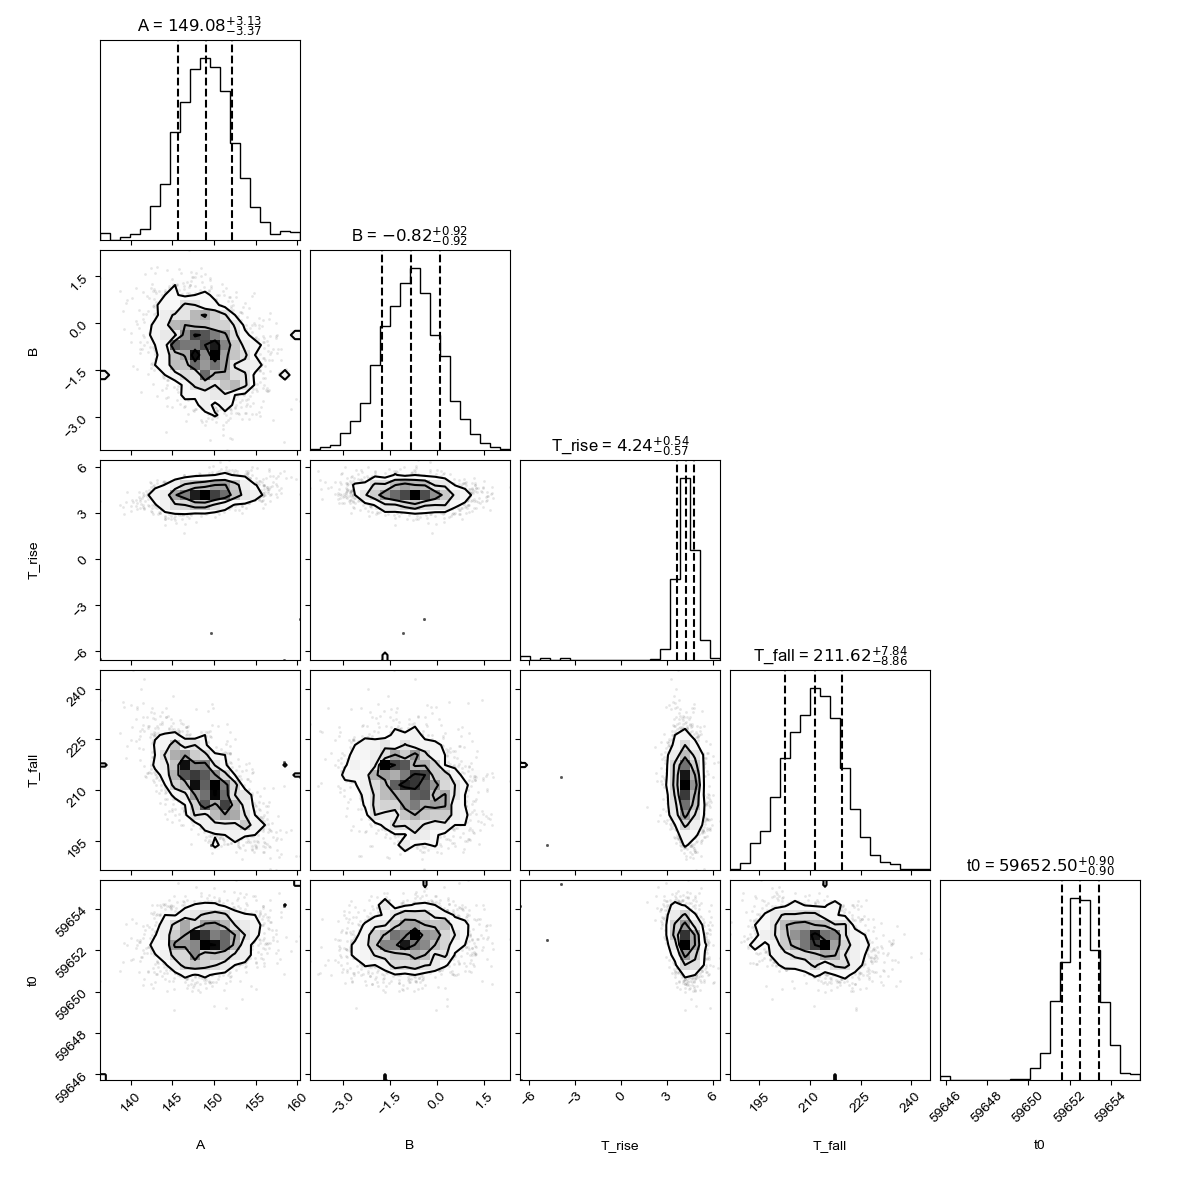 A = 149.08 +3.13 −3.37
B = −0.82 +0.92 −0.92
1.5
0.0
−1.5
−3.0
B
T_rise = 4.24 +0.54 −0.57
6
3
0
−3
−6
T_rise
T_fall = 211.62 +7.84 −8.86
240
225
210
195
T_fall
t0 = 59652.50 +0.90 −0.90
59654
59652
59650
59648
59646
t0
140 145 150 155 160
−3.0 −1.5 0.0 1.5
−6 −3 0 3 6
195 210 225 240
59646 59648 59650 59652 59654
A B T_rise T_fall t0